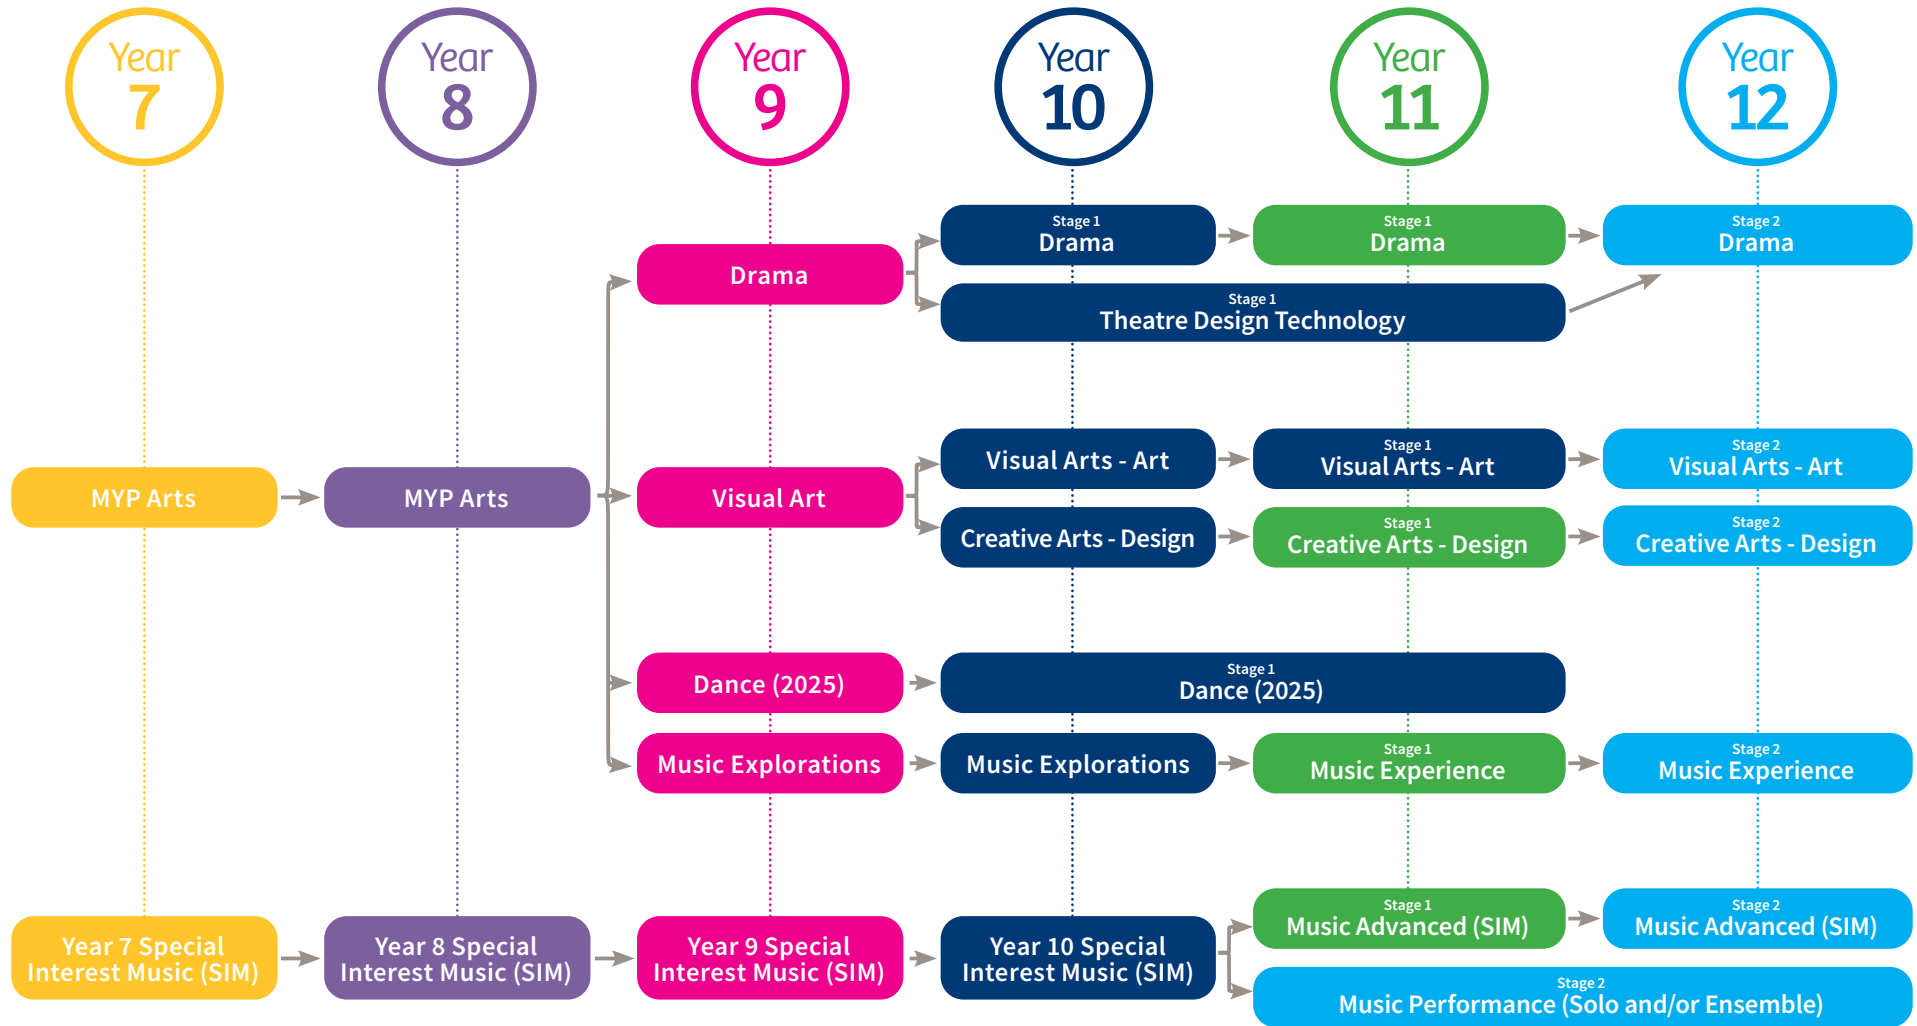 Year
7
Year
8
Year
9
Year
10
Year
11
Year
12
Stage 1
Drama
Stage 1
Drama
Stage 2
Drama
Drama
Stage 1
Theatre Design Technology
Visual Arts - Art
Stage 1
Visual Arts - Art
Stage 2
Visual Arts - Art
MYP Arts
MYP Arts
Visual Art
Creative Arts - Design
Stage 1
Creative Arts - Design
Stage 2
Creative Arts - Design
Dance (2025)
Stage 1
Dance (2025)
Music Explorations
Music Explorations
Stage 1
Music Experience
Stage 2
Music Experience
Year 7 Special
Interest Music (SIM)
Year 8 Special
Interest Music (SIM)
Year 9 Special
Interest Music (SIM)
Year 10 Special
Interest Music (SIM)
Stage 1
Music Advanced (SIM)
Stage 2
Music Advanced (SIM)
Stage 2
Music Performance (Solo and/or Ensemble)